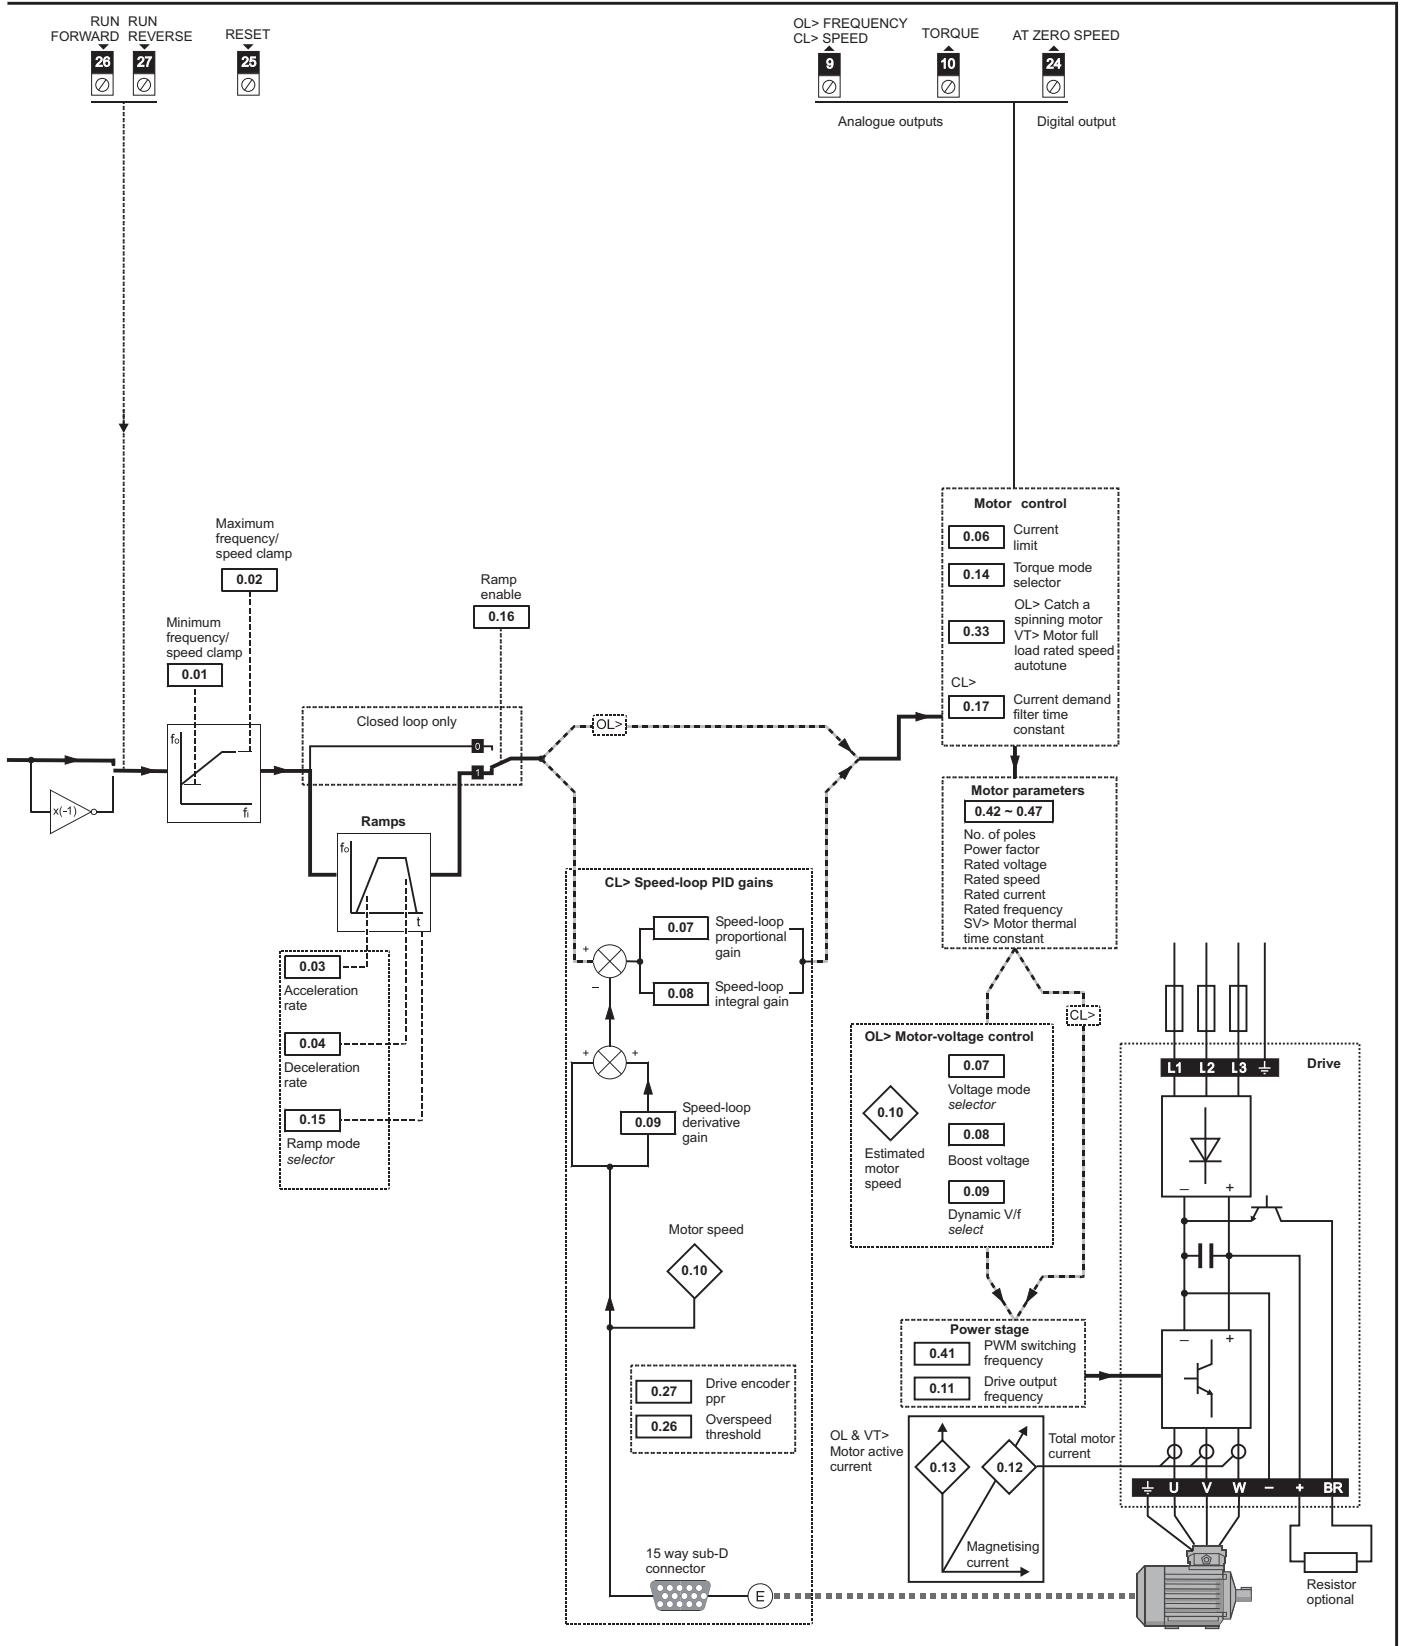 RUN FORWARD
RUN REVERSE
RESET
26
27
25
OL> FREQUENCY
CL> SPEED
TORQUE
AT ZERO SPEED
9
10
24
Analogue outputs
Digital output
Maximum
frequency/
speed clamp
0.02
Minimum
frequency/
speed clamp
0.01
Ramp
enable
0.16
Closed loop only
0
1
x(-1)
fo
fi
Ramps
fo
t
0.03
Acceleration
rate
0.04
Deceleration
rate
0.15
Ramp mode
selector
OL>
CL> Speed-loop PID gains
+
–
0.07
Speed-loop
proportional
gain
0.08
Speed-loop
integral gain
+
+
0.09
Speed-loop
derivative
gain
Motor speed
0.10
0.27
Drive encoder
ppr
0.26
Overspeed
threshold
15 way sub-D
connector
E
Motor control
0.06
Current
limit
0.14
Torque mode
selector
0.33
OL> Catch a
spinning motor
VT> Motor full
load rated speed
autotune
CL>
0.17
Current demand
filter time
constant
Motor parameters
0.42 ~ 0.47
No. of poles
Power factor
Rated voltage
Rated speed
Rated current
Rated frequency
SV> Motor thermal
time constant
CL>
OL> Motor-voltage control
0.07
Voltage mode
selector
0.10
Estimated
motor
speed
0.08
Boost voltage
0.09
Dynamic V/f
select
Power stage
0.41
PWM switching
frequency
0.11
Drive output
frequency
OL & VT>
Motor active
current
0.13
0.12
Total motor
current
Magnetising
current
L1 L2 L3
Drive
– +
– +
U V W – + BR
Resistor
optional